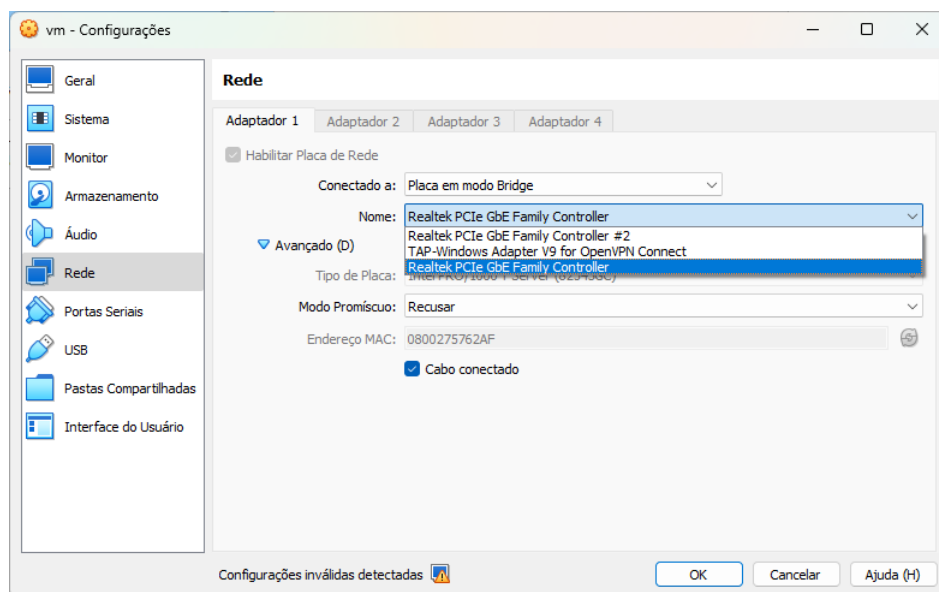 vm - Configurações
Geral
Sistema
Monitor
Armazenamento
Áudio
Rede
Portas Seriais
USB
Pastas Compartilhadas
Interface do Usuário
Rede
Adaptador 1 Adaptador 2 Adaptador 3 Adaptador 4
Habilitar Placa de Rede
Conectado a: Placa em modo Bridge
Nome: Realtek PCIe GbE Family Controller
Realtek PCIe GbE Family Controller #2
TAP-Windows Adapter V9 for OpenVPN Connect
Realtek PCIe GbE Family Controller
Avançado (D)
Tipo de Placa:
Modo Promíscuo: Recusar
Endereço MAC: 0800275762AF
Cabo conectado
Configurações inválidas detectadas
OK Cancelar Ajuda (H)